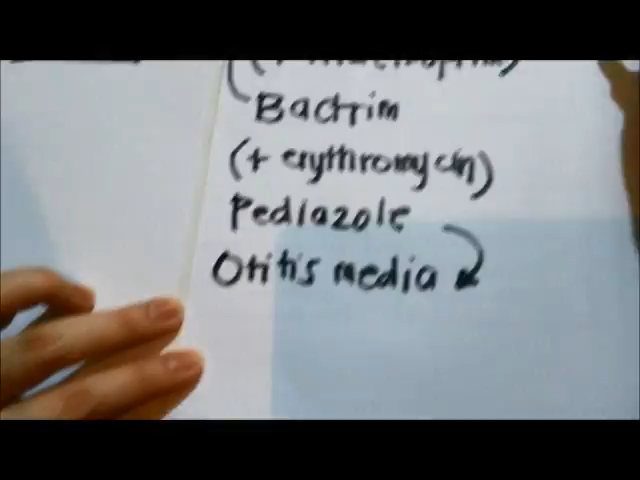 Bactrim
(+ erythromycin)
Pediazole
Otitis media